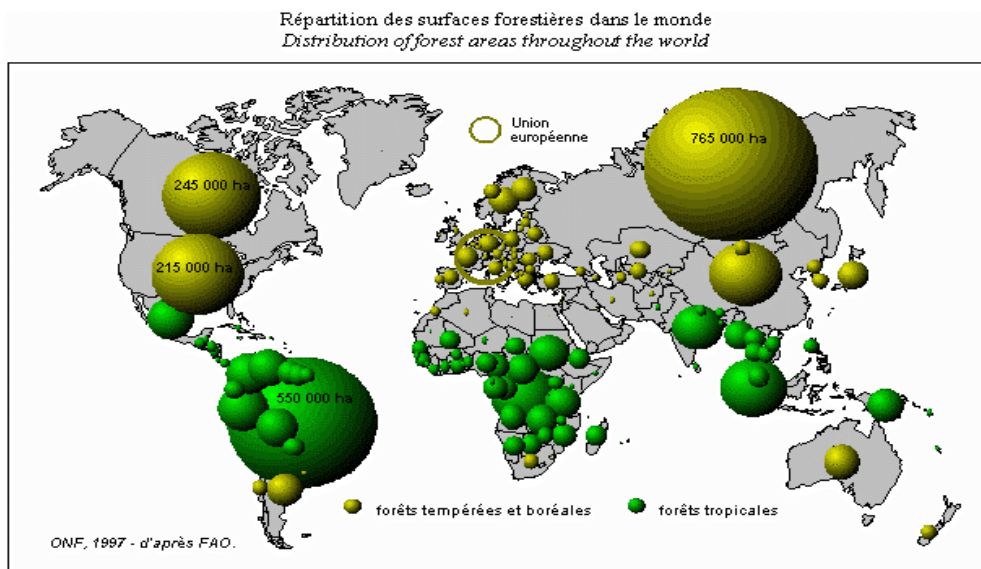 Répartition des surfaces forestières dans le monde
Distribution of forest areas throughout the world
Union
européenne
765 000 ha
245 000 ha
215 000 ha
550 000 ha
forêts tempérées et boréales
forêts tropicales
ONF, 1997 - d'après FAO.